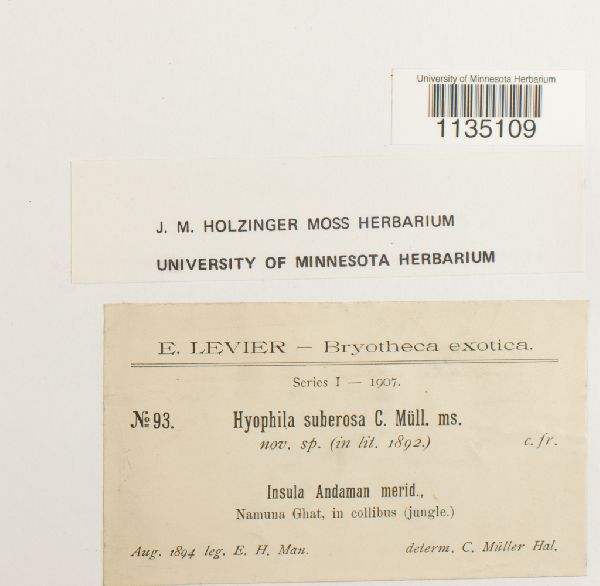 University of Minnesota Herbarium
1135109
J. M. HOLZINGER MOSS HERBARIUM
UNIVERSITY OF MINNESOTA HERBARIUM
E. LEVIER — Bryotheca exotica.
Series I — 1907.
№ 93. Hyophila suberosa C. Müll. ms.
nov. sp. (in lit. 1892.) c. fr.
Insula Andaman merid.,
Namuna Ghat, in collibus (jungle.)
Aug. 1894 leg. E. H. Man. determ. C. Müller Hal.